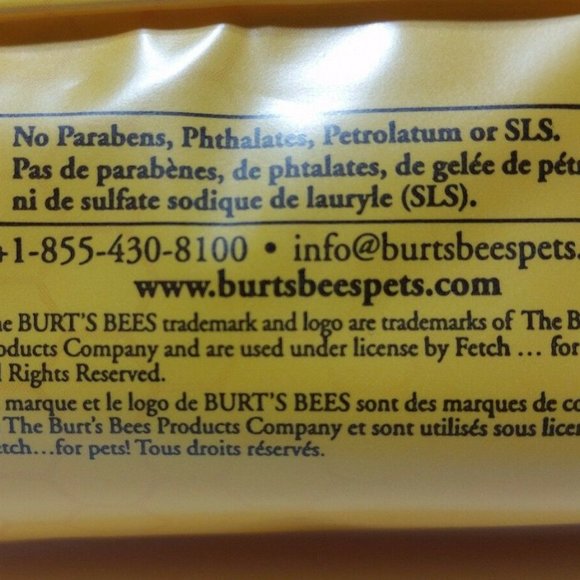 No Parabens, Phthalates, Petrolatum or SLS.
Pas de parabènes, de phtalates, de gelée de pétr
ni de sulfate sodique de lauryle (SLS).
+1-855-430-8100 • info@burtsbeespets.
www.burtsbeespets.com
he BURT'S BEES trademark and logo are trademarks of The B
oducts Company and are used under license by Fetch ... for
l Rights Reserved.
marque et le logo de BURT'S BEES sont des marques de co
The Burt's Bees Products Company et sont utilisés sous licen
etch...for pets! Tous droits réservés.